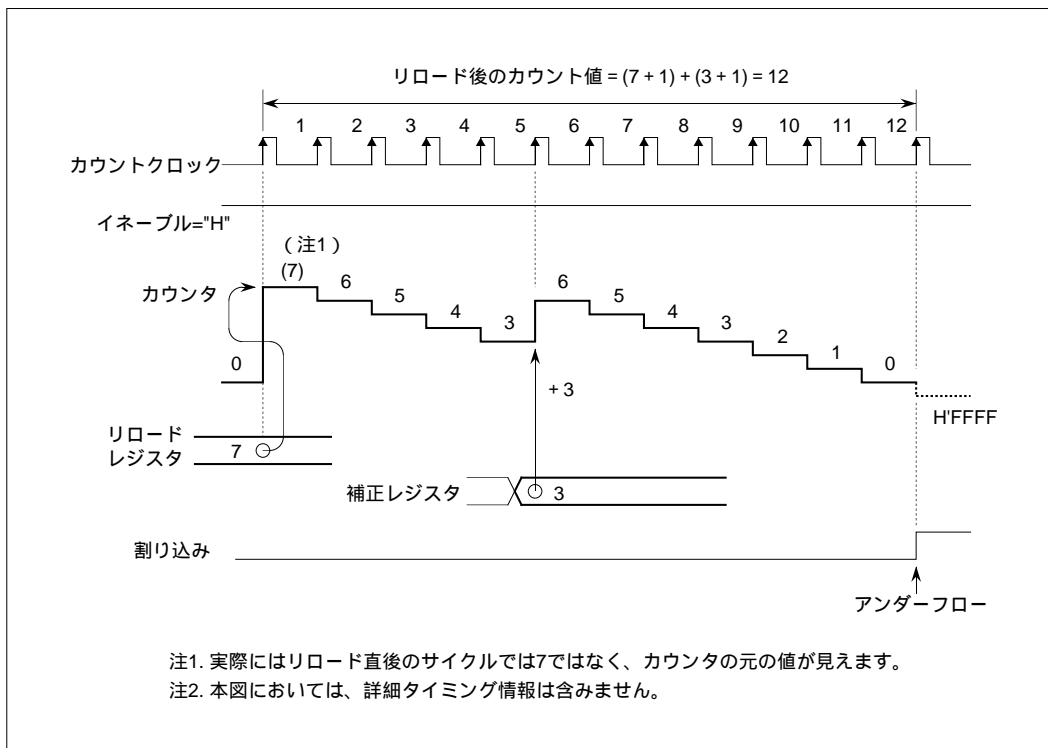 リロード後のカウント値 = (7 + 1) + (3 + 1) = 12
1 2 3 4 5 6 7 8 9 10 11 12
カウントクロック
イネーブル="H"
（注1）
(7)
カウンタ
0 6 5 4 3 6 5 4 3 2 1 0
+ 3
H'FFFF
リロード
レジスタ
7
補正レジスタ
3
割り込み
アンダーフロー
注1. 実際にはリロード直後のサイクルでは7ではなく、カウンタの元の値が見えます。
注2. 本図においては、詳細タイミング情報は含みません。